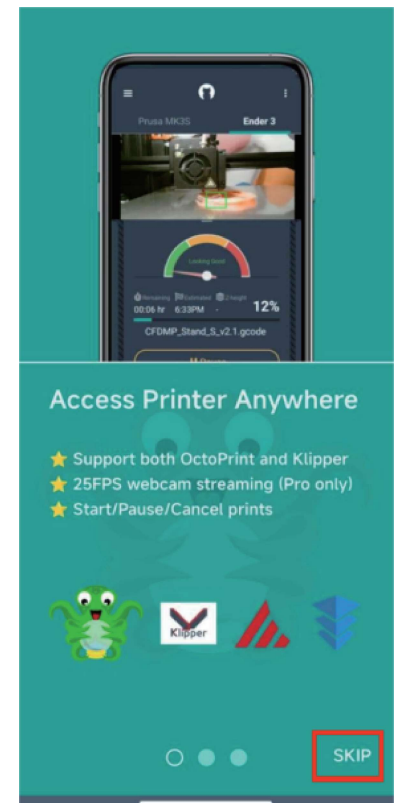 Prusa MK3S Ender 3
Looking Good
Remaining Estimated Z height
00:06 hr 6:33PM - 12%
CFDMP_Stand_S_v2.1.gcode
Access Printer Anywhere
Support both OctoPrint and Klipper
25FPS webcam streaming (Pro only)
Start/Pause/Cancel prints
Klipper
SKIP